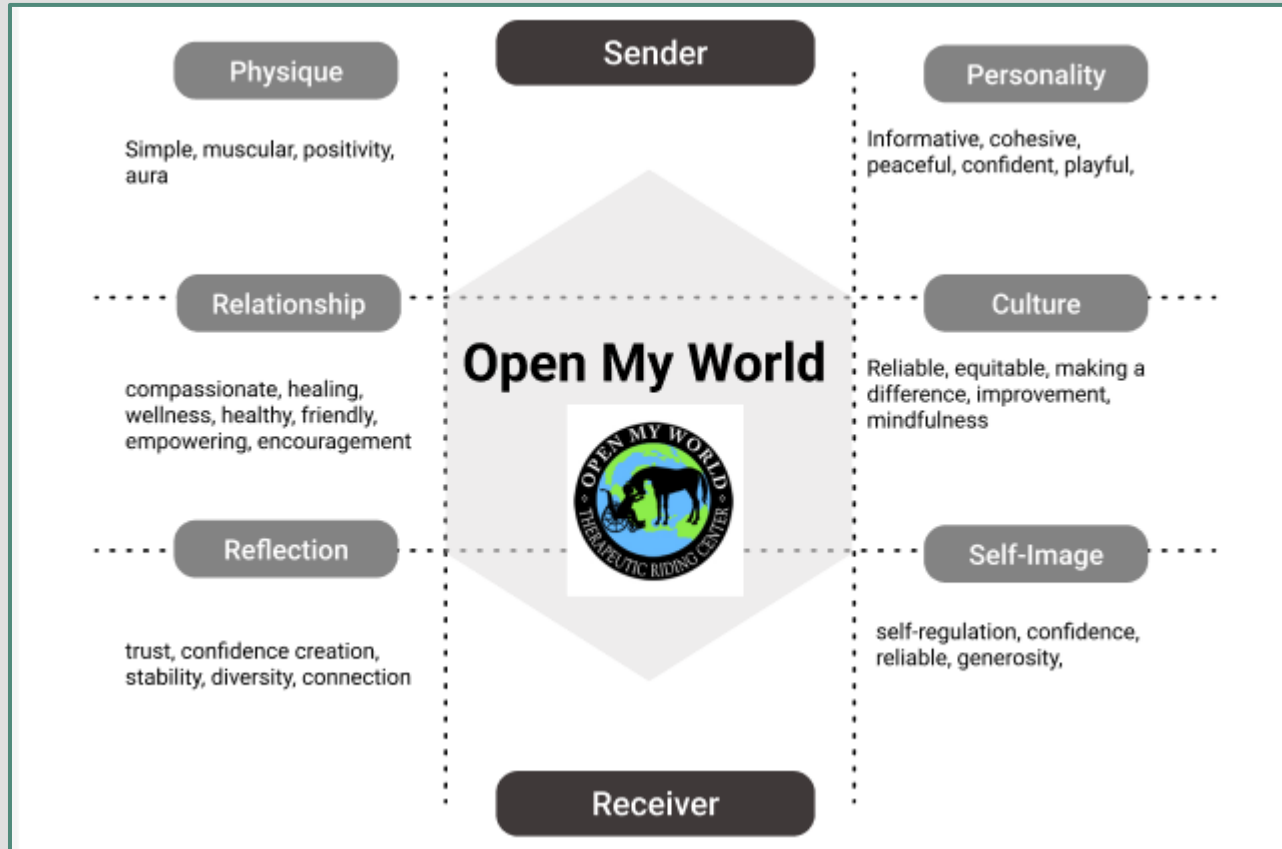 Sender
Physique
Personality
Simple, muscular, positivity,
aura
Informative, cohesive,
peaceful, confident, playful,
Relationship
Culture
compassionate, healing,
wellness, healthy, friendly,
empowering, encouragement
Open My World
Reliable, equitable, making a
difference, improvement,
mindfulness
OPEN MY WORLD
THERAPEUTIC RIDING CENTER
Reflection
Self-Image
trust, confidence creation,
stability, diversity, connection
self-regulation, confidence,
reliable, generosity,
Receiver